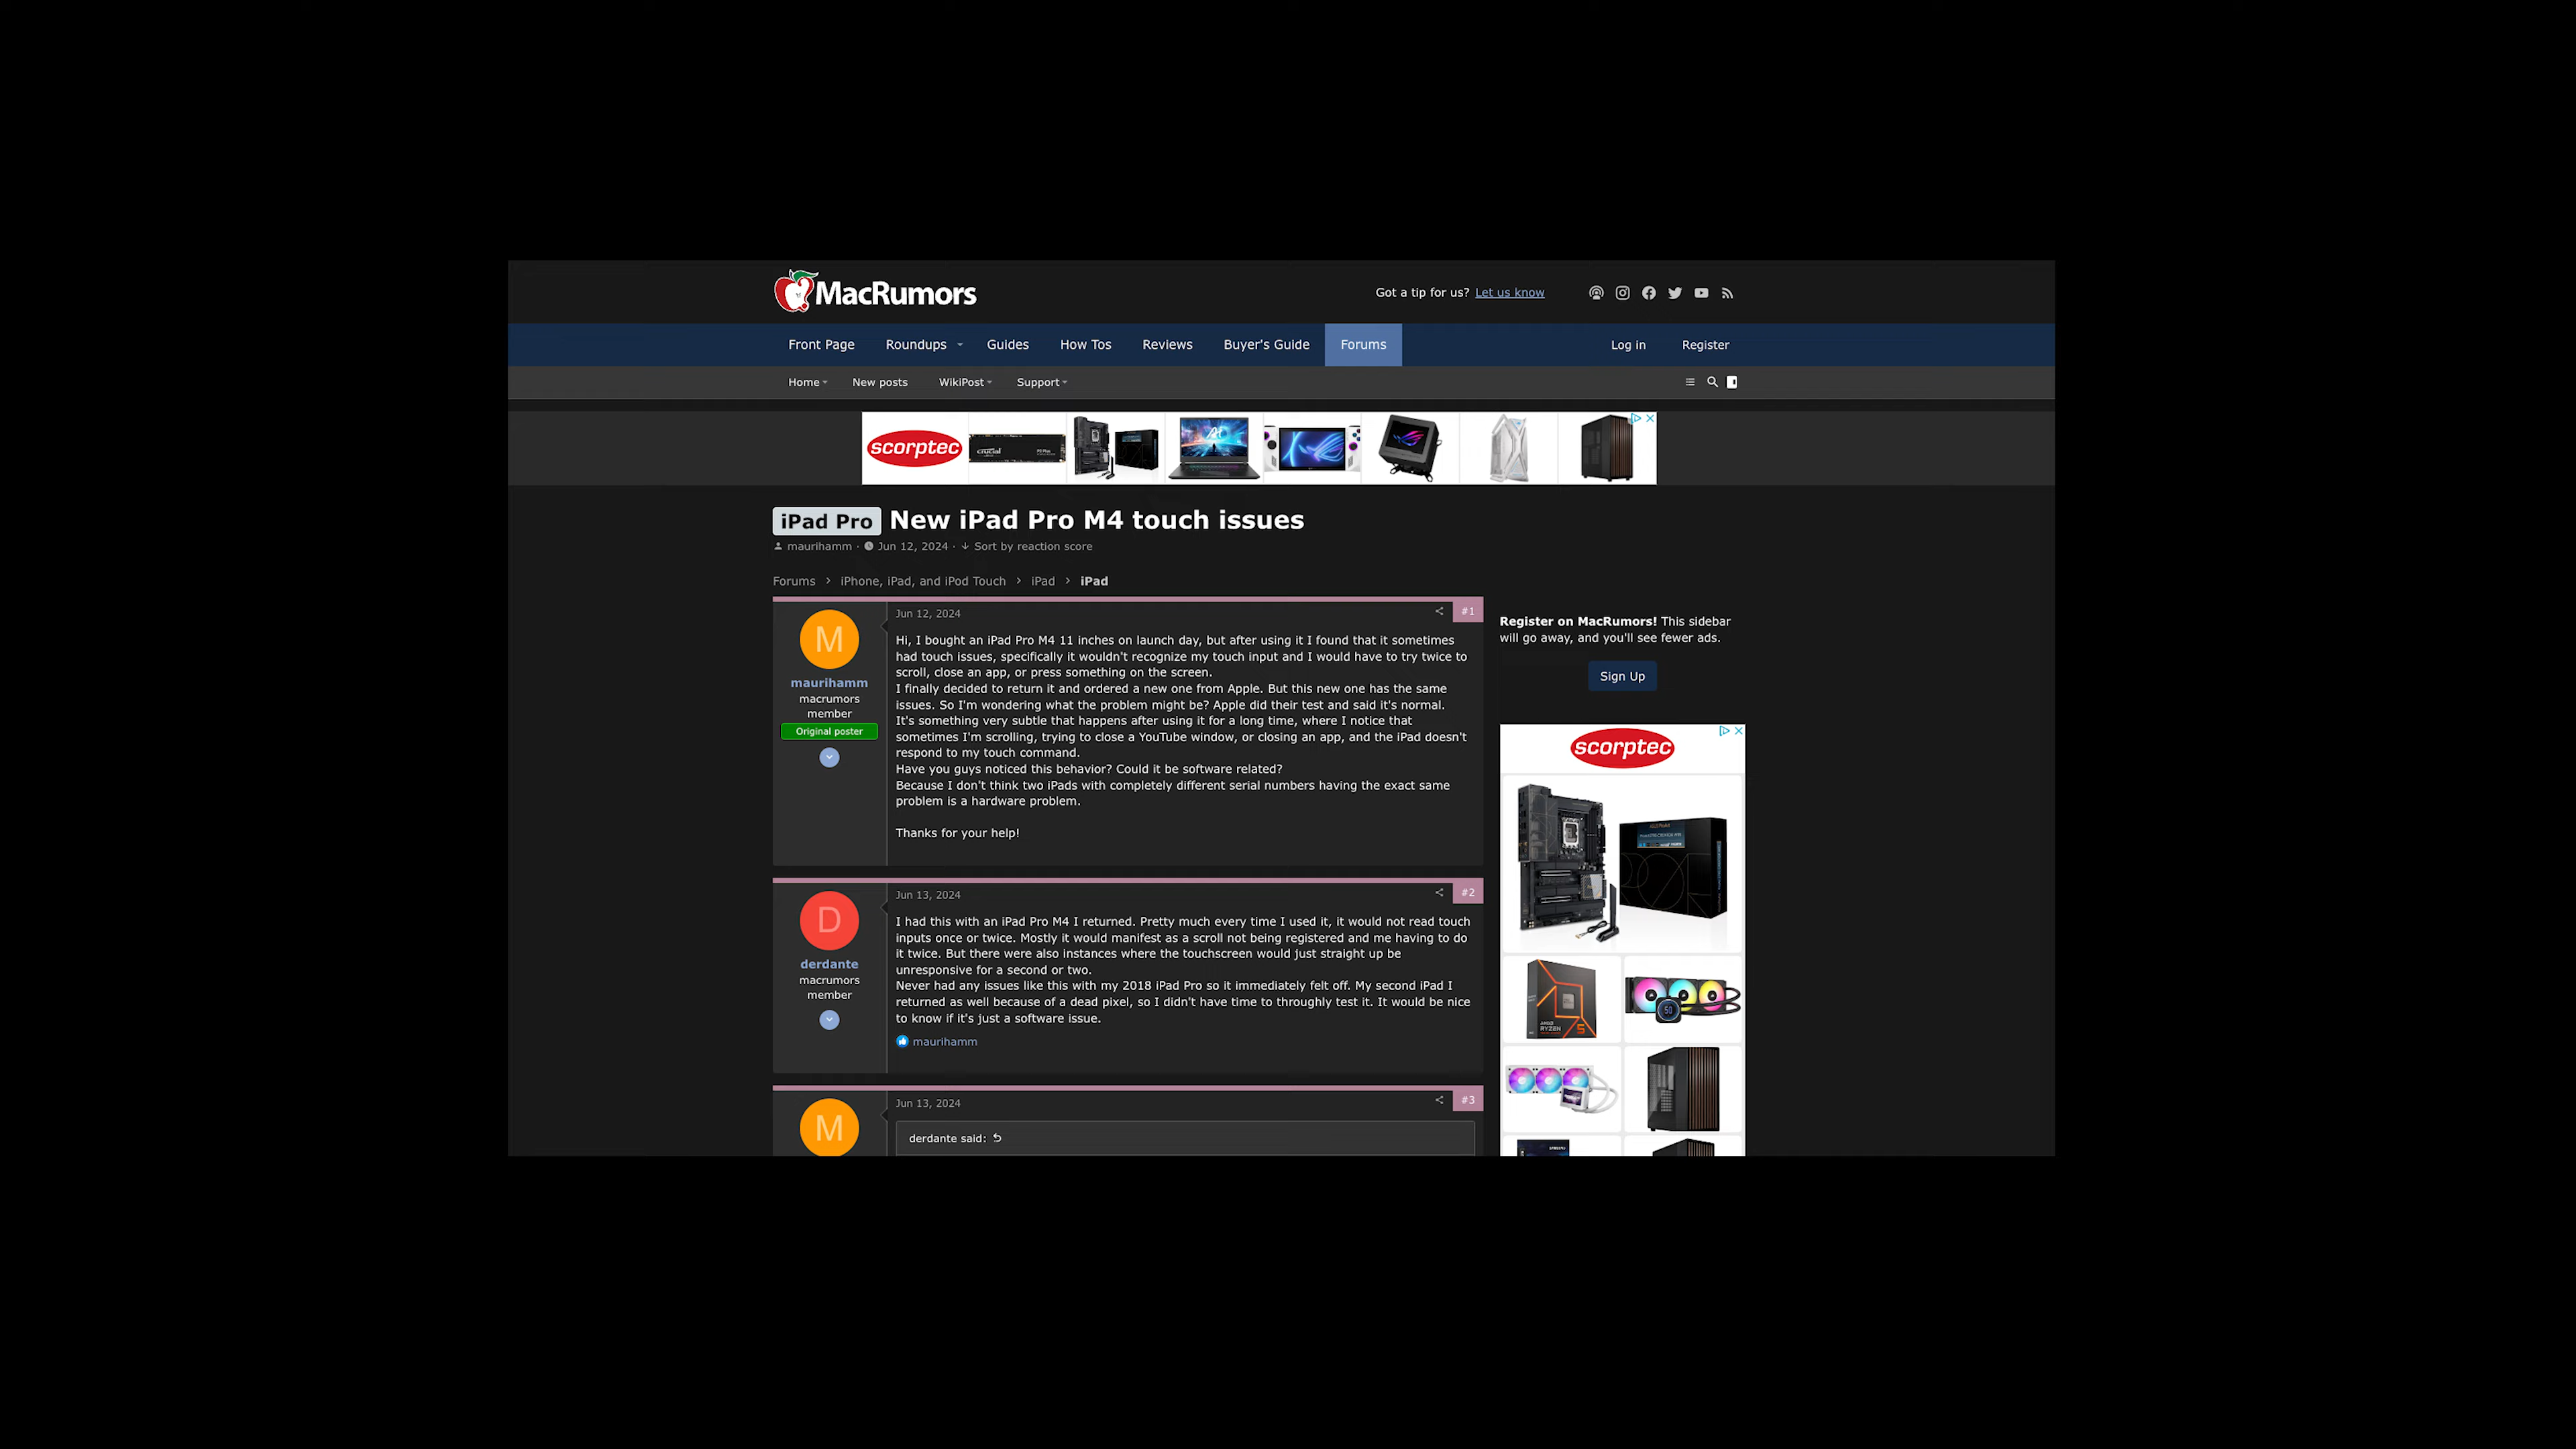 MacRumors
Got a tip for us? Let us know
Front Page Roundups Guides How Tos Reviews Buyer's Guide Forums Log in Register
Home New posts WikiPost Support
scorptec
crucial
iPad Pro New iPad Pro M4 touch issues
maurihamm · Jun 12, 2024 · Sort by reaction score
Forums > iPhone, iPad, and iPod Touch > iPad > iPad
M
maurihamm
macrumors
member
Original poster
Jun 12, 2024
#1
Hi, I bought an iPad Pro M4 11 inches on launch day, but after using it I found that it sometimes
had touch issues, specifically it wouldn't recognize my touch input and I would have to try twice to
scroll, close an app, or press something on the screen.
I finally decided to return it and ordered a new one from Apple. But this new one has the same
issues. So I'm wondering what the problem might be? Apple did their test and said it's normal.
It's something very subtle that happens after using it for a long time, where I notice that
sometimes I'm scrolling, trying to close a YouTube window, or closing an app, and the iPad doesn't
respond to my touch command.
Have you guys noticed this behavior? Could it be software related?
Because I don't think two iPads with completely different serial numbers having the exact same
problem is a hardware problem.
Thanks for your help!
D
derdante
macrumors
member
Jun 13, 2024
#2
I had this with an iPad Pro M4 I returned. Pretty much every time I used it, it would not read touch
inputs once or twice. Mostly it would manifest as a scroll not being registered and me having to do
it twice. But there were also instances where the touchscreen would just straight up be
unresponsive for a second or two.
Never had any issues like this with my 2018 iPad Pro so it immediately felt off. My second iPad I
returned as well because of a dead pixel, so I didn't have time to throughly test it. It would be nice
to know if it's just a software issue.
maurihamm
M
Jun 13, 2024
#3
derdante said:
Register on MacRumors! This sidebar
will go away, and you'll see fewer ads.
Sign Up
scorptec
RYZEN
5
50